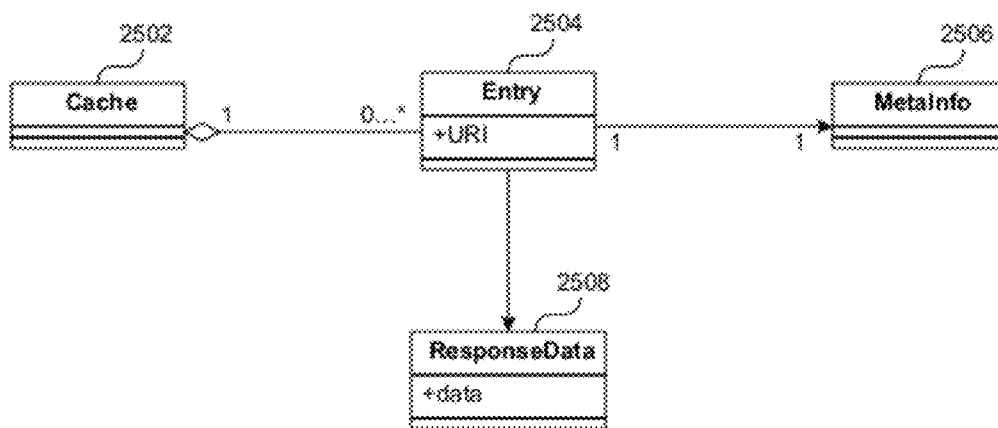 2502
2504
2506
Cache
Entry
MetaInfo
1
0...*
+URI
1
1
2508
ResponseData
+data